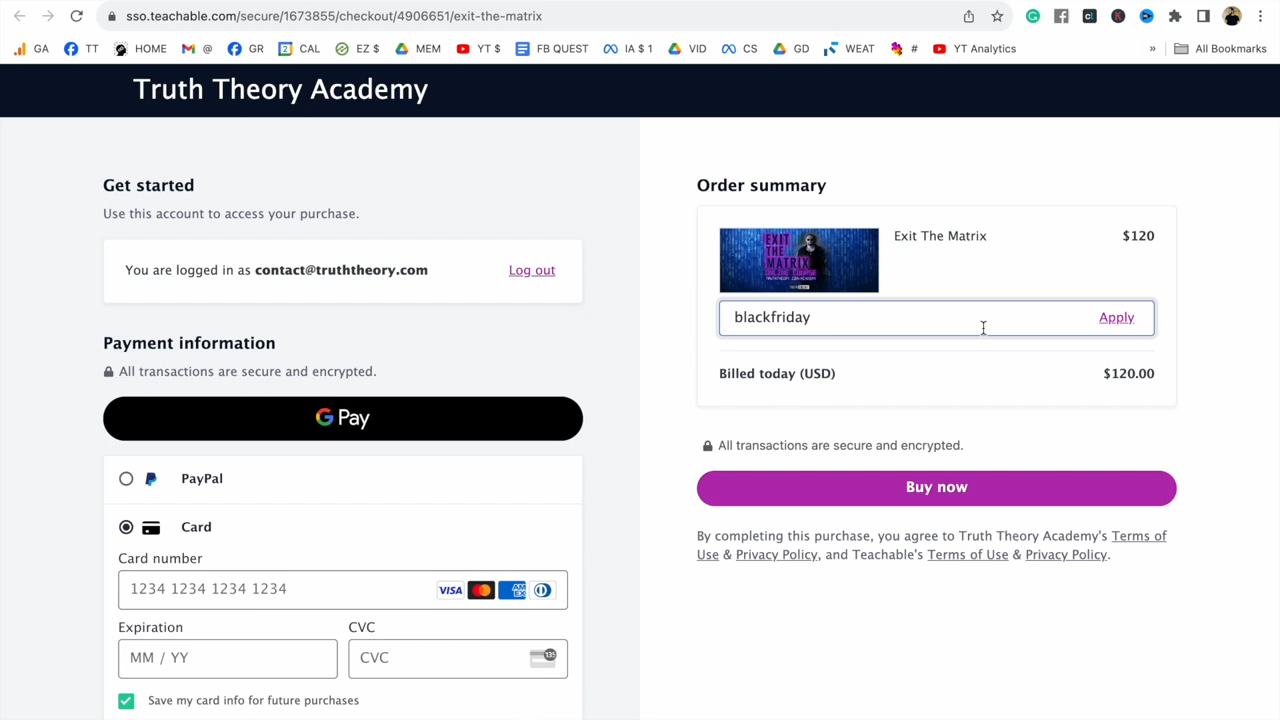 sso.teachable.com/secure/1673855/checkout/4906651/exit-the-matrix
GA TT HOME @ GR CAL EZ $ MEM YT $ FB QUEST IA $ 1 VID CS GD WEAT # YT Analytics » All Bookmarks
Truth Theory Academy
Get started
Use this account to access your purchase.
You are logged in as contact@truththeory.com Log out
Payment information
All transactions are secure and encrypted.
G Pay
PayPal
Card
Card number
1234 1234 1234 1234 VISA AM EX
Expiration CVC
MM / YY CVC 135
Save my card info for future purchases
Order summary
EXIT THE MATRIX ONLINE COURSE
Exit The Matrix $120
blackfriday Apply
Billed today (USD) $120.00
All transactions are secure and encrypted.
Buy now
By completing this purchase, you agree to Truth Theory Academy's Terms of
Use & Privacy Policy, and Teachable's Terms of Use & Privacy Policy.